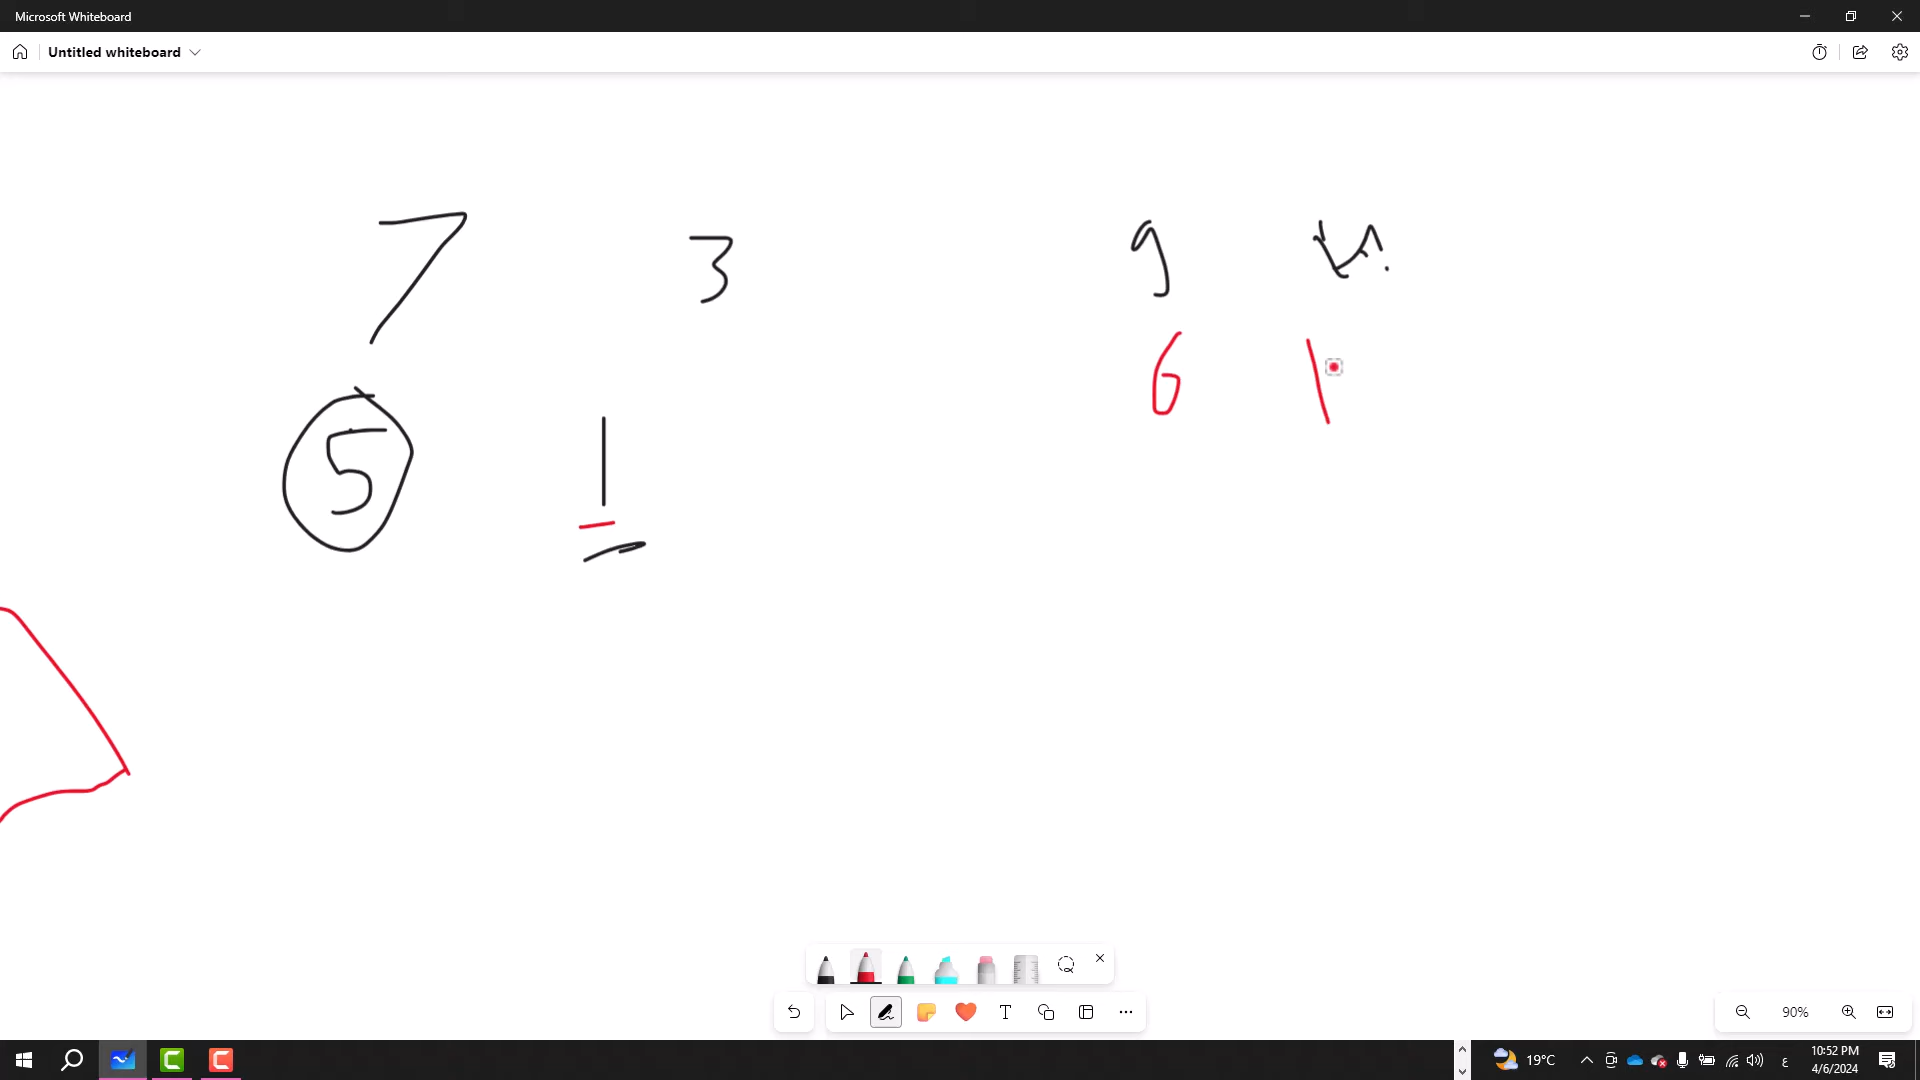 Microsoft Whiteboard
Untitled whiteboard
7 3 9
6 1
5 1
90%
19°C
ع
10:52 PM
4/6/2024